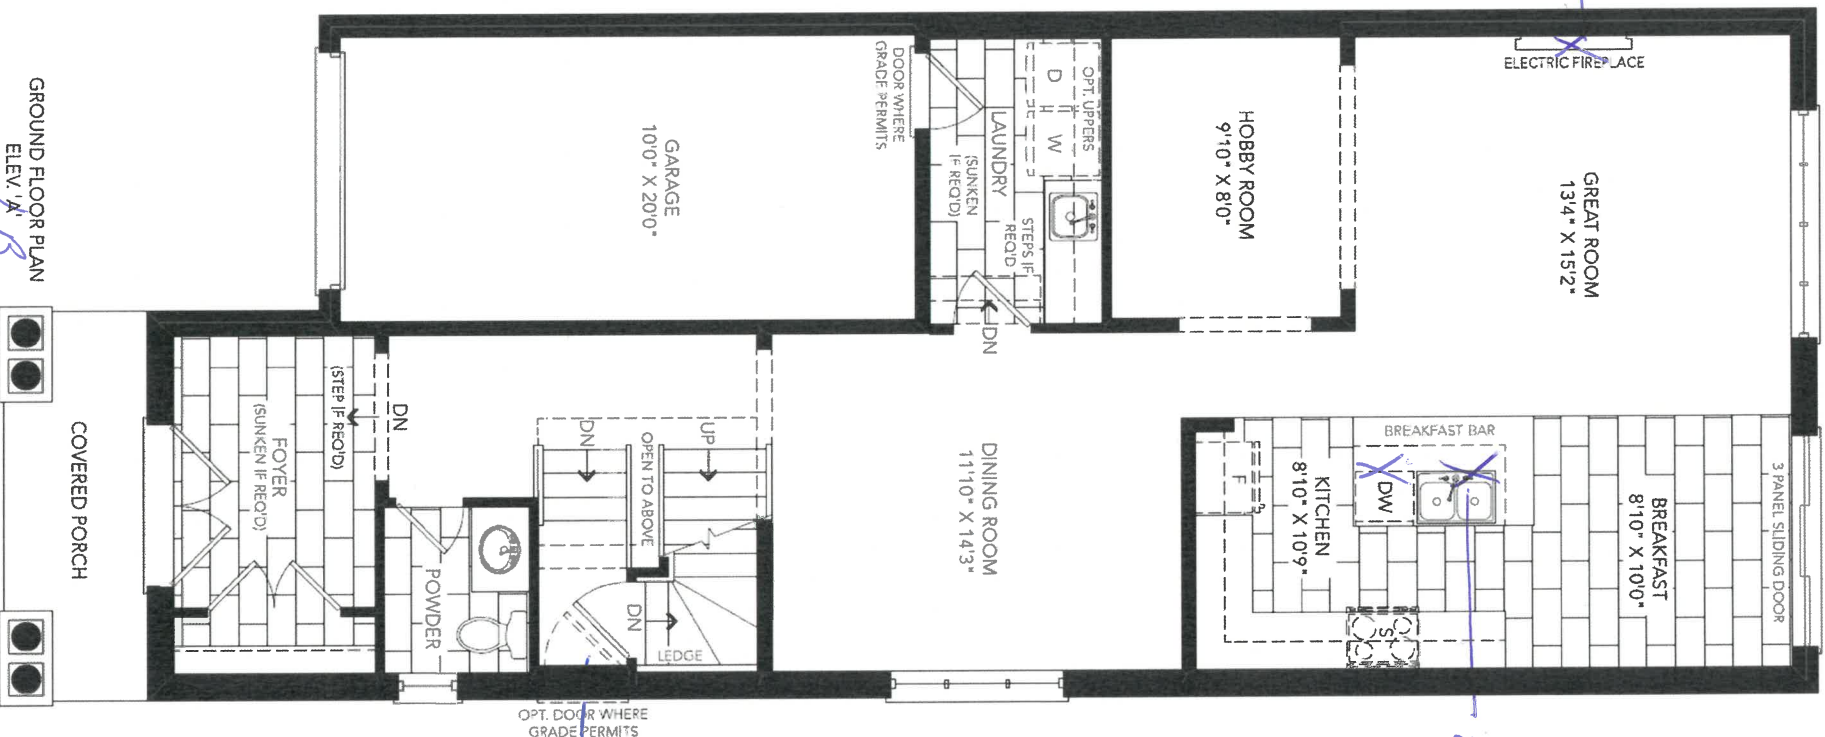 GROUND FLOOR PLAN
ELEV. 'A' B
COVERED PORCH
FOYER
(SUNKEN IF REQ'D)
(STEP IF REQ'D)
DN
GARAGE
10'0" X 20'0"
DOOR WHERE
GRADE PERMITS
LAUNDRY
(SUNKEN
IF REQ'D)
OPT. UPPERS
D
W
STEPS IF
REQ'D
DN
HOBBY ROOM
9'10" X 8'0"
GREAT ROOM
13'4" X 15'2"
ELECTRIC FIREPLACE
POWDER
DN
OPEN TO ABOVE
UP
DN
LEDGE
OPT. DOOR WHERE
GRADE PERMITS
DINING ROOM
11'10" X 14'3"
F
KITCHEN
8'10" X 10'9"
BREAKFAST BAR
DW
S
BREAKFAST
8'10" X 10'0"
3 PANEL SLIDING DOOR